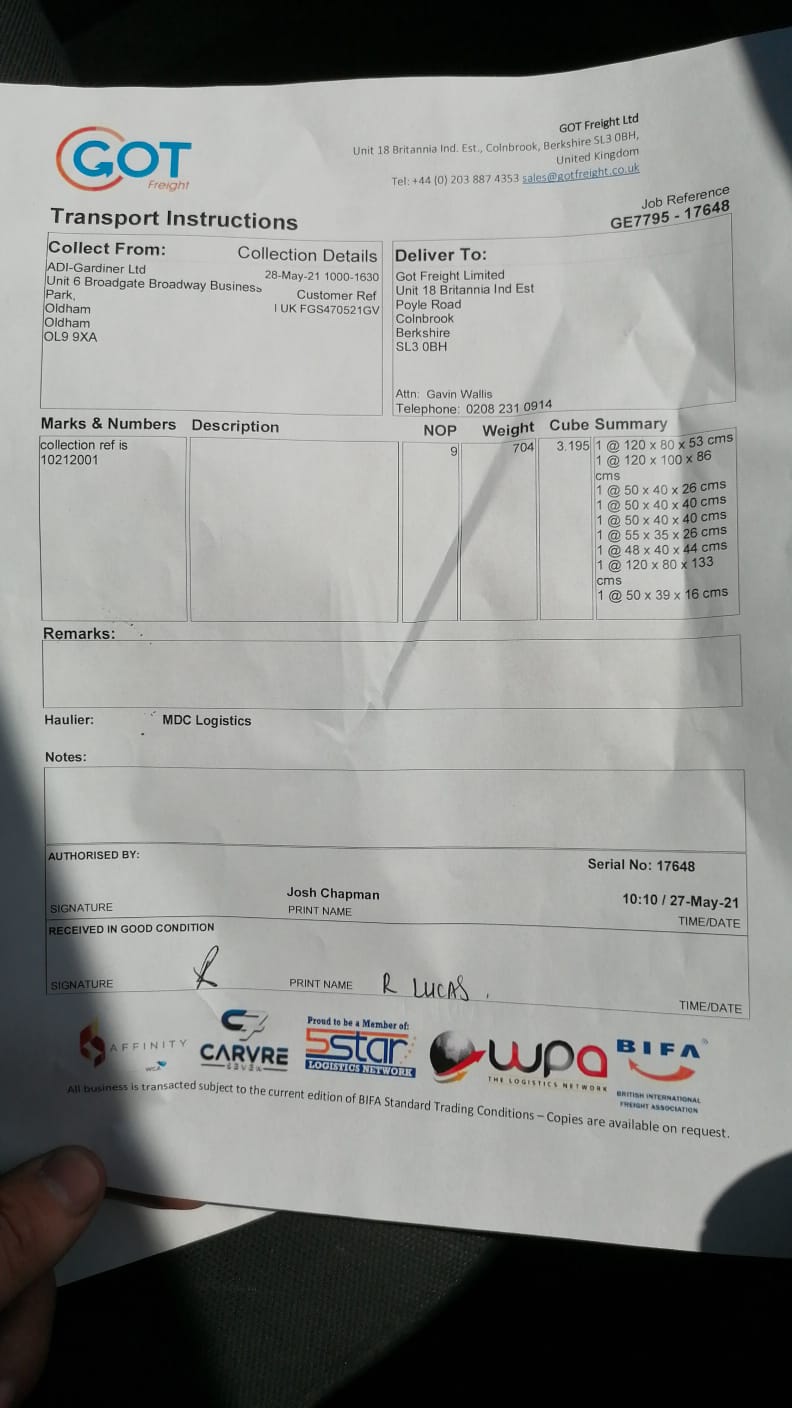 GOT
Freight
GOT Freight Ltd
Unit 18 Britannia Ind. Est., Colnbrook, Berkshire SL3 0BH,
United Kingdom
Tel: +44 (0) 203 887 4353 sales@gotfreight.co.uk
Transport Instructions
Job Reference
GE7795 - 17648
Collect From:
Collection Details
ADI-Gardiner Ltd
28-May-21 1000-1630
Unit 6 Broadgate Broadway Business
Park,
Customer Ref
Oldham
I UK FGS470521GV
Oldham
OL9 9XA
Deliver To:
Got Freight Limited
Unit 18 Britannia Ind Est
Poyle Road
Colnbrook
Berkshire
SL3 0BH
Attn: Gavin Wallis
Telephone: 0208 231 0914
Marks & Numbers Description NOP Weight Cube Summary
collection ref is
10212001
9 704 3.195 1 @ 120 x 80 x 53 cms
1 @ 120 x 100 x 86
cms
1 @ 50 x 40 x 26 cms
1 @ 50 x 40 x 40 cms
1 @ 50 x 40 x 40 cms
1 @ 55 x 35 x 26 cms
1 @ 48 x 40 x 44 cms
1 @ 120 x 80 x 133
cms
1 @ 50 x 39 x 16 cms
Remarks:
Haulier: MDC Logistics
Notes:
AUTHORISED BY:
Serial No: 17648
Josh Chapman
10:10 / 27-May-21
SIGNATURE PRINT NAME TIME/DATE
RECEIVED IN GOOD CONDITION
SIGNATURE PRINT NAME R LUCAS. TIME/DATE
AFFINITY
WCA
CARVRE
SEVEN
Proud to be a Member of:
5star
LOGISTICS NETWORK
wpa
THE LOGISTICS NETWORK
BIFA
BRITISH INTERNATIONAL
FREIGHT ASSOCIATION
All business is transacted subject to the current edition of BIFA Standard Trading Conditions – Copies are available on request.